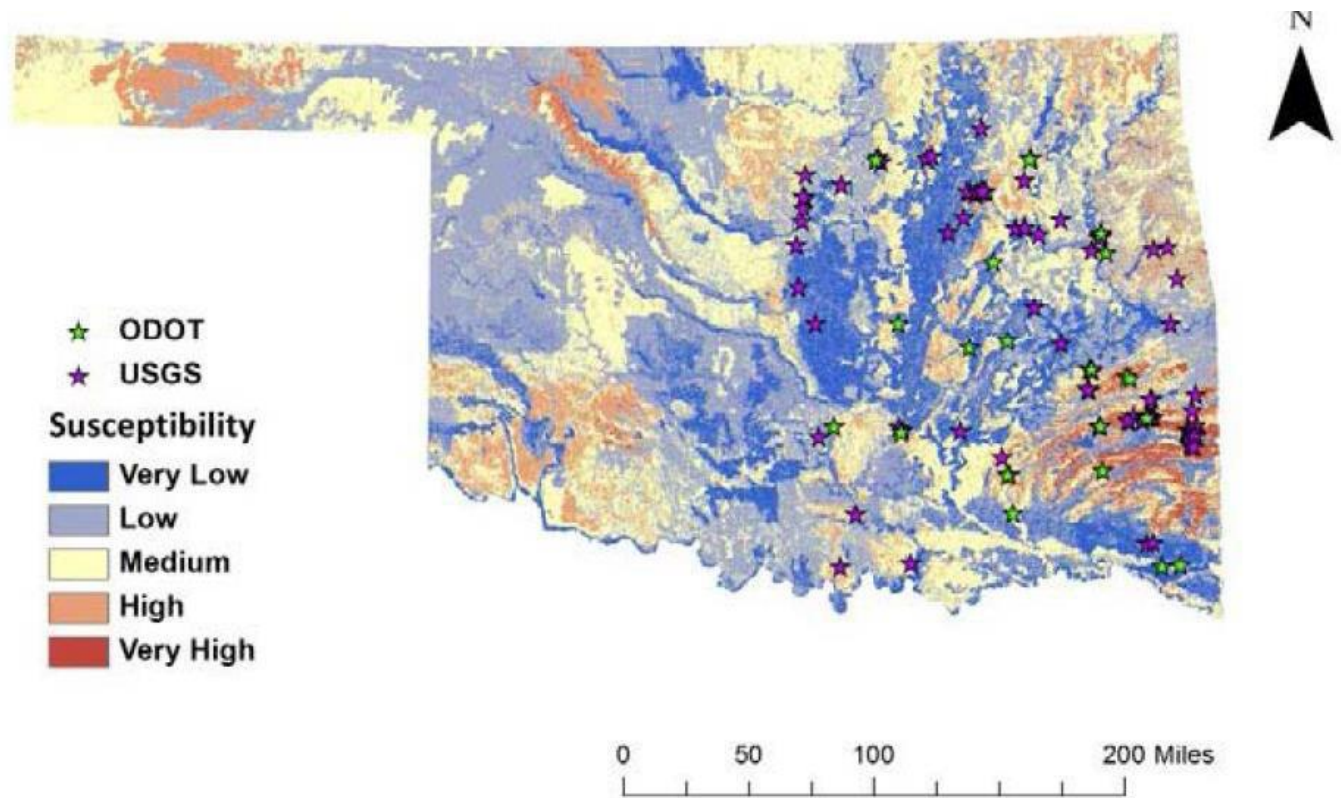 N
ODOT
USGS
Susceptibility
Very Low
Low
Medium
High
Very High
0 50 100 200 Miles